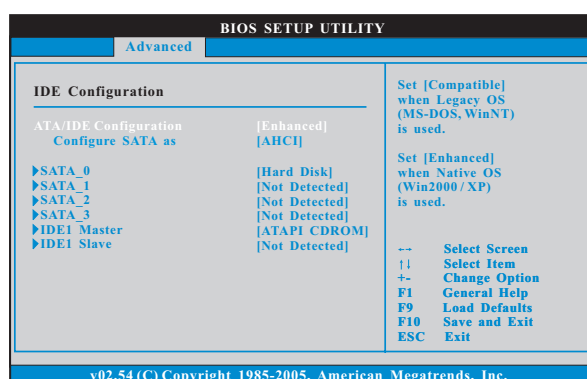 BIOS SETUP UTILITY
Advanced
IDE Configuration
ATA/IDE Configuration [Enhanced]
Configure SATA as [AHCI]
SATA_0 [Hard Disk]
SATA_1 [Not Detected]
SATA_2 [Not Detected]
SATA_3 [Not Detected]
IDE1 Master [ATAPI CDROM]
IDE1 Slave [Not Detected]
Set [Compatible]
when Legacy OS
(MS-DOS, WinNT)
is used.
Set [Enhanced]
when Native OS
(Win2000 / XP)
is used.
←→ Select Screen
↑↓ Select Item
+- Change Option
F1 General Help
F9 Load Defaults
F10 Save and Exit
ESC Exit
v02.54 (C) Copyright 1985-2005, American Megatrends, Inc.